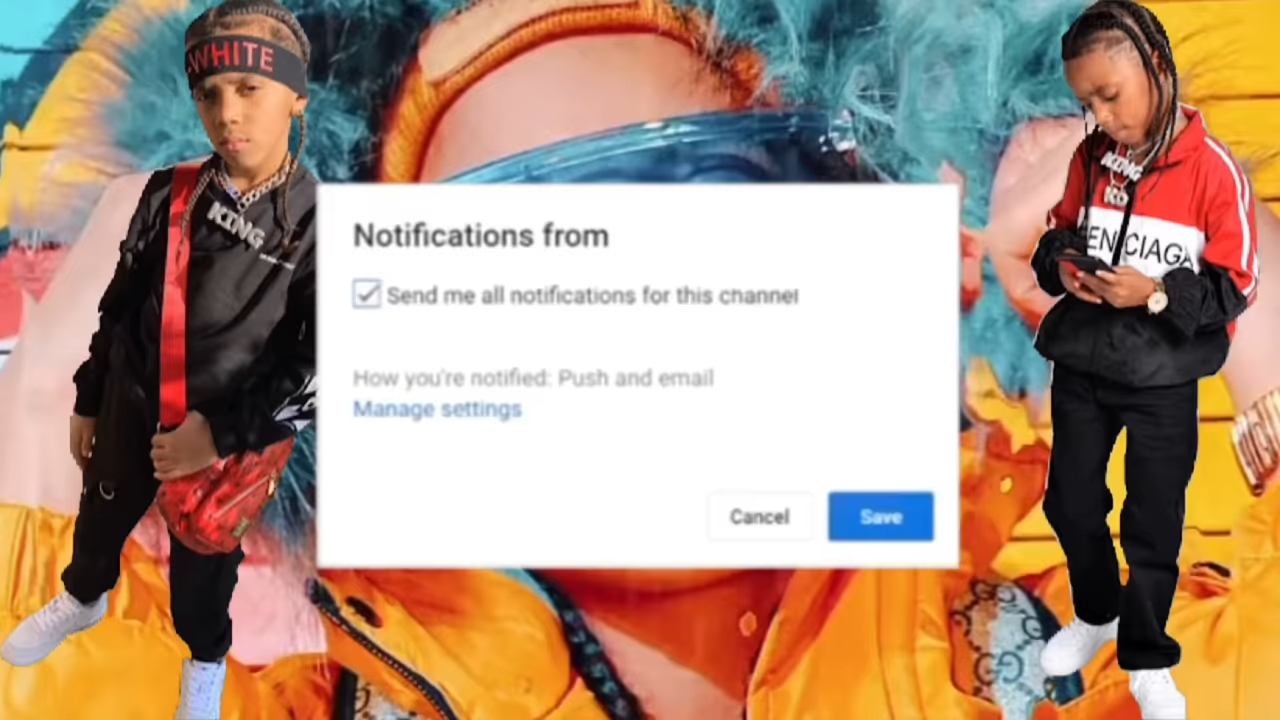 WHITE
KING
Notifications from
Send me all notifications for this channel
How you're notified: Push and email
Manage settings
Cancel
Save
KING
KD
ENCIAGA